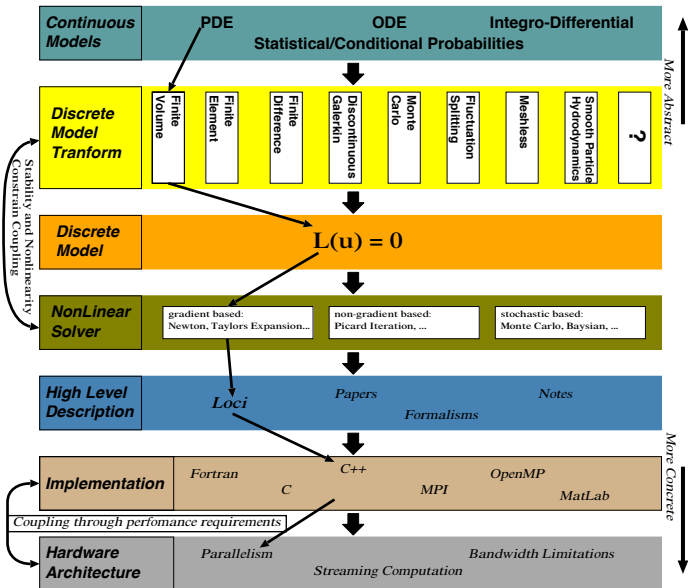 Continuous
Models
PDE
ODE
Integro-Differential
Statistical/Conditional Probabilities
More Abstract
Discrete
Model
Tranform
Finite
Volume
Finite
Element
Finite
Difference
Discontinuous
Galerkin
Monte
Carlo
Fluctuation
Splitting
Meshless
Smooth Particle
Hydrodynamics
?
Stability and Nonlinearity
Constrain Coupling
Discrete
Model
L(u) = 0
NonLinear
Solver
gradient based:
Newton, Taylors Expansion...
non-gradient based:
Picard Iteration, ...
stochastic based:
Monte Carlo, Baysian, ...
High Level
Description
Loci
Papers
Formalisms
Notes
More Concrete
Implementation
Fortran
C
C++
MPI
OpenMP
MatLab
Coupling through perfomance requirements
Hardware
Architecture
Parallelism
Streaming Computation
Bandwidth Limitations